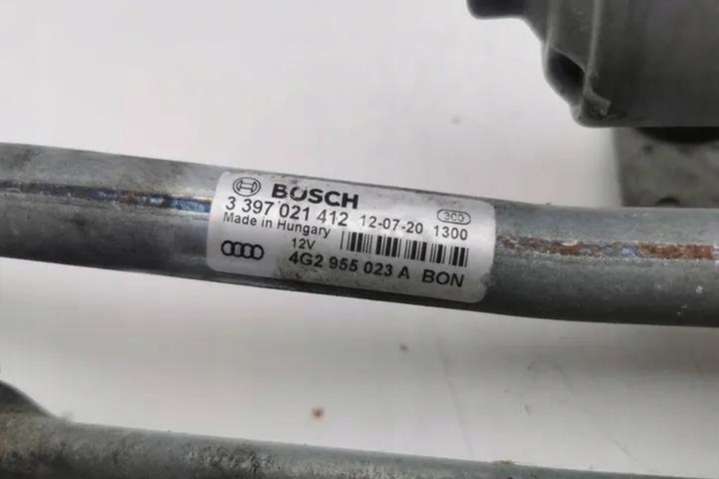 BOSCH
3 397 021 412 12-07-20 1300
Made in Hungary
12V
4G2 955 023 A BON